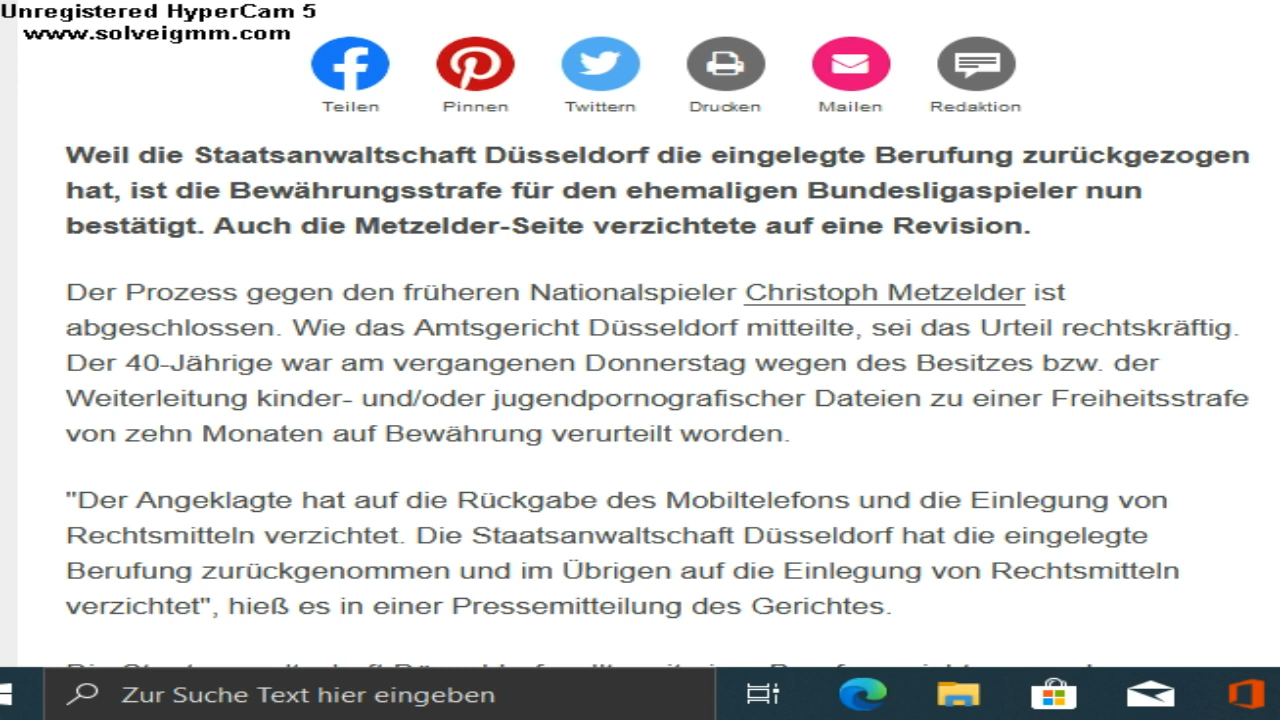 Unregistered HyperCam 5
www.solveigmm.com
Teilen Pinnen Twittern Drucken Mailen Redaktion
Weil die Staatsanwaltschaft Düsseldorf die eingelegte Berufung zurückgezogen
hat, ist die Bewährungsstrafe für den ehemaligen Bundesligaspieler nun
bestätigt. Auch die Metzelder-Seite verzichtete auf eine Revision.
Der Prozess gegen den früheren Nationalspieler Christoph Metzelder ist
abgeschlossen. Wie das Amtsgericht Düsseldorf mitteilte, sei das Urteil rechtskräftig.
Der 40-Jährige war am vergangenen Donnerstag wegen des Besitzes bzw. der
Weiterleitung kinder- und/oder jugendpornografischer Dateien zu einer Freiheitsstrafe
von zehn Monaten auf Bewährung verurteilt worden.
"Der Angeklagte hat auf die Rückgabe des Mobiltelefons und die Einlegung von
Rechtsmitteln verzichtet. Die Staatsanwaltschaft Düsseldorf hat die eingelegte
Berufung zurückgenommen und im Übrigen auf die Einlegung von Rechtsmitteln
verzichtet", hieß es in einer Pressemitteilung des Gerichtes.
Zur Suche Text hier eingeben